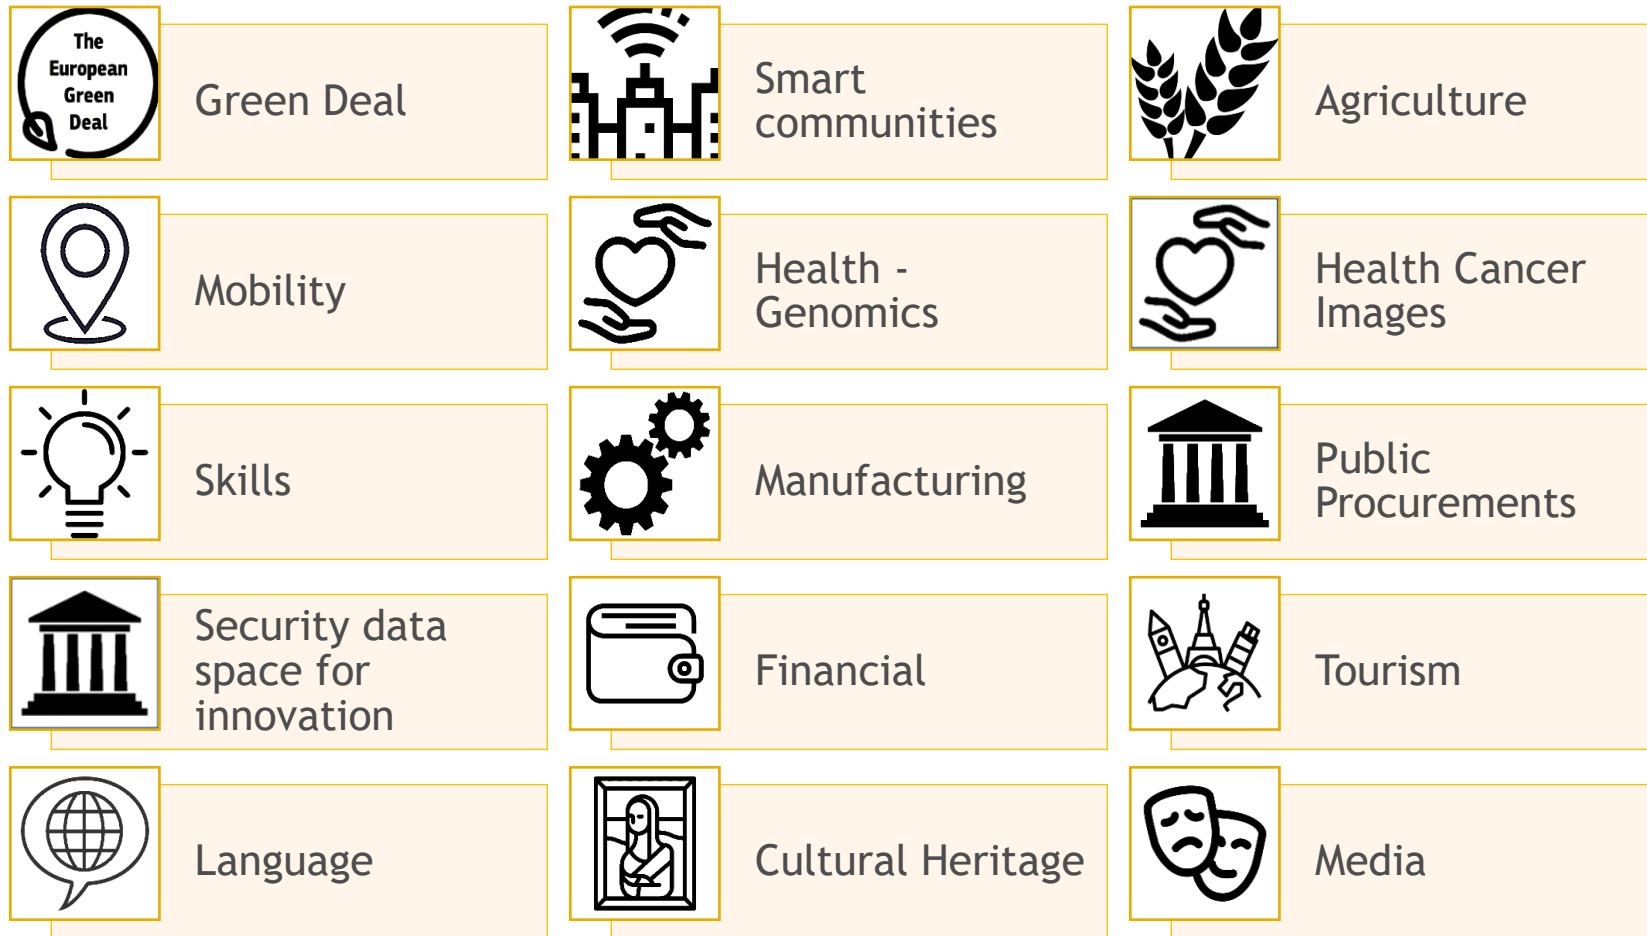 The
European
Green
Deal
Green Deal
Smart
communities
Agriculture
Mobility
Health -
Genomics
Health Cancer
Images
Skills
Manufacturing
Public
Procurements
Security data
space for
innovation
Financial
Tourism
Language
Cultural Heritage
Media